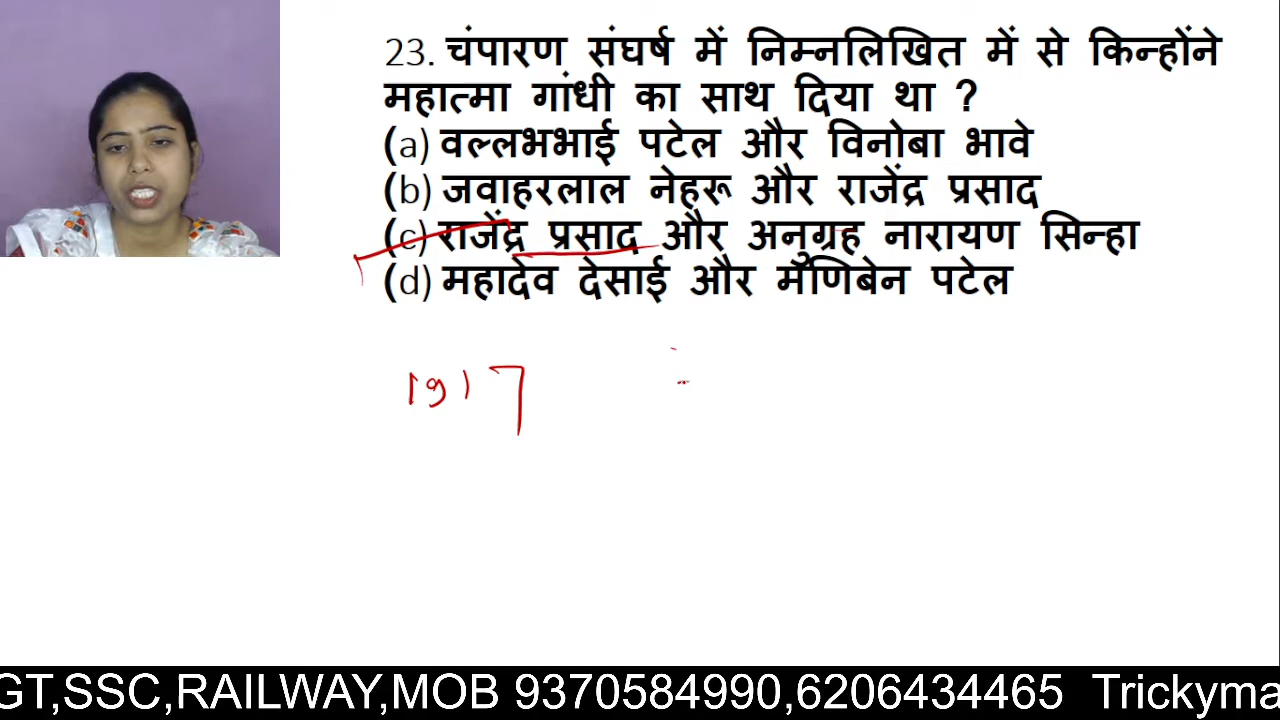 23. चंपारण संघर्ष में निम्नलिखित में से किन्होंने
महात्मा गांधी का साथ दिया था ?
(a) वल्लभभाई पटेल और विनोबा भावे
(b) जवाहरलाल नेहरू और राजेंद्र प्रसाद
(c) राजेंद्र प्रसाद और अनुग्रह नारायण सिन्हा
(d) महादेव देसाई और मणिबेन पटेल
1917
GT,SSC,RAILWAY,MOB 9370584990,6206434465 Trickyma